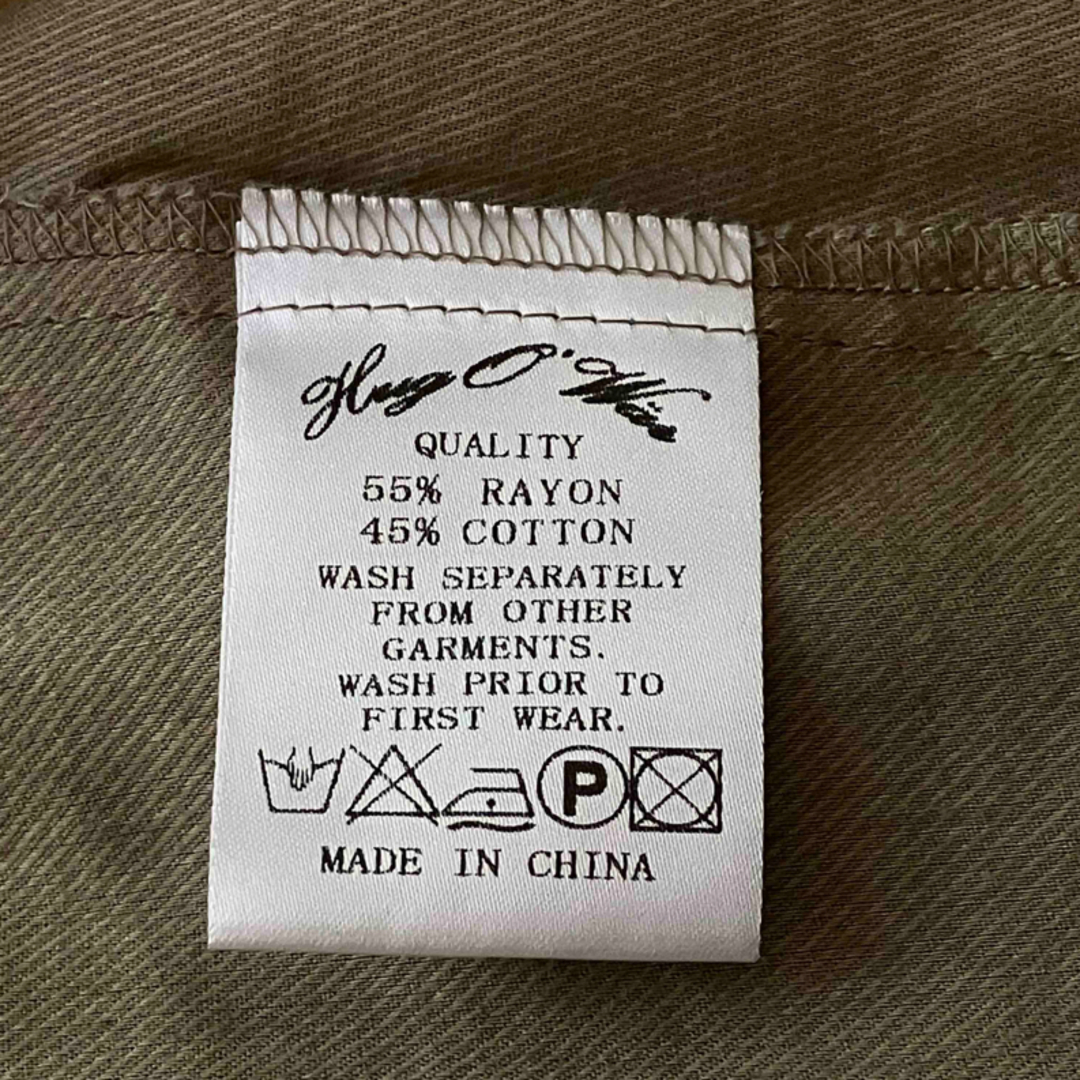 Hug O' Wär
QUALITY
55% RAYON
45% COTTON
WASH SEPARATELY
FROM OTHER
GARMENTS.
WASH PRIOR TO
FIRST WEAR.
P
MADE IN CHINA